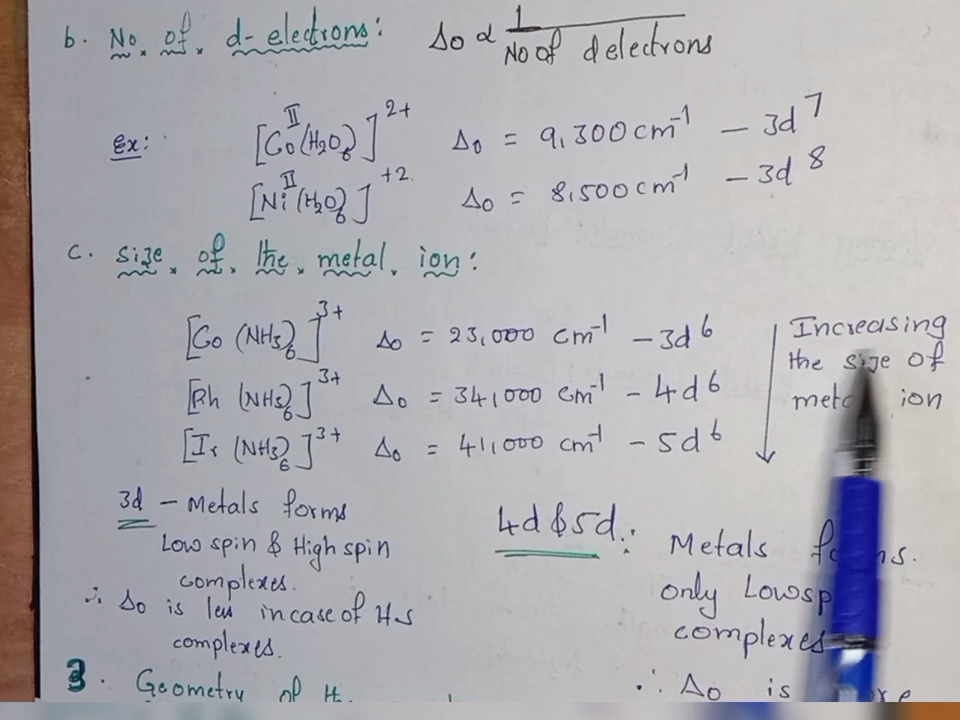 b. No. of. d-electrons: Δo ∝ 1 / No of d electrons
Ex: [Co^II(H2O)6]^2+ Δo = 9,300 cm^-1 – 3d^7
[Ni^II(H2O)6]^+2 Δo = 8,500 cm^-1 – 3d^8
c. size. of. the. metal. ion:
[Co(NH3)6]^3+ Δo = 23,000 cm^-1 – 3d^6
[Rh(NH3)6]^3+ Δo = 34,000 cm^-1 – 4d^6
[Ir(NH3)6]^3+ Δo = 41,000 cm^-1 – 5d^6
Increasing
the size of
ion
3d – Metals forms
Low spin & High spin
complexes.
∴ Δo is less in case of H.S
complexes.
4d & 5d:
Metals
only
complexes
∴ Δo is
3. Geometry of